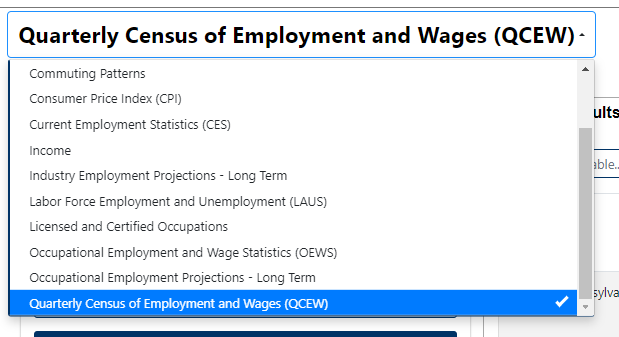 Quarterly Census of Employment and Wages (QCEW)
Commuting Patterns
Consumer Price Index (CPI)
Current Employment Statistics (CES)
Income
Industry Employment Projections - Long Term
Labor Force Employment and Unemployment (LAUS)
Licensed and Certified Occupations
Occupational Employment and Wage Statistics (OEWS)
Occupational Employment Projections - Long Term
Quarterly Census of Employment and Wages (QCEW)
ults
able..
sylva